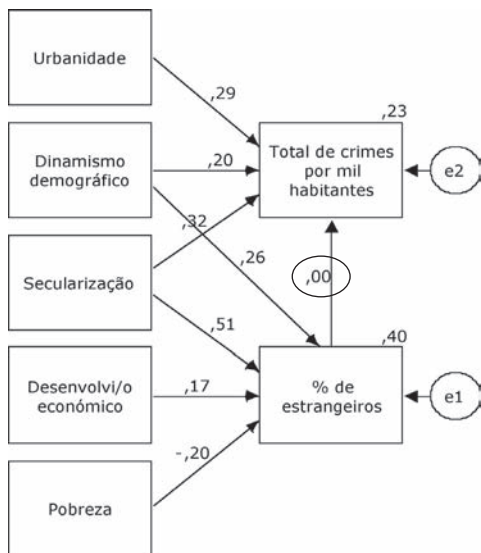 Urbanidade
,29
,23
Dinamismo
demográfico
,20
Total de crimes
por mil
habitantes
e2
,32
,26
Secularização
,00
,51
,40
Desenvolvi/o
económico
,17
% de
estrangeiros
e1
-,20
Pobreza